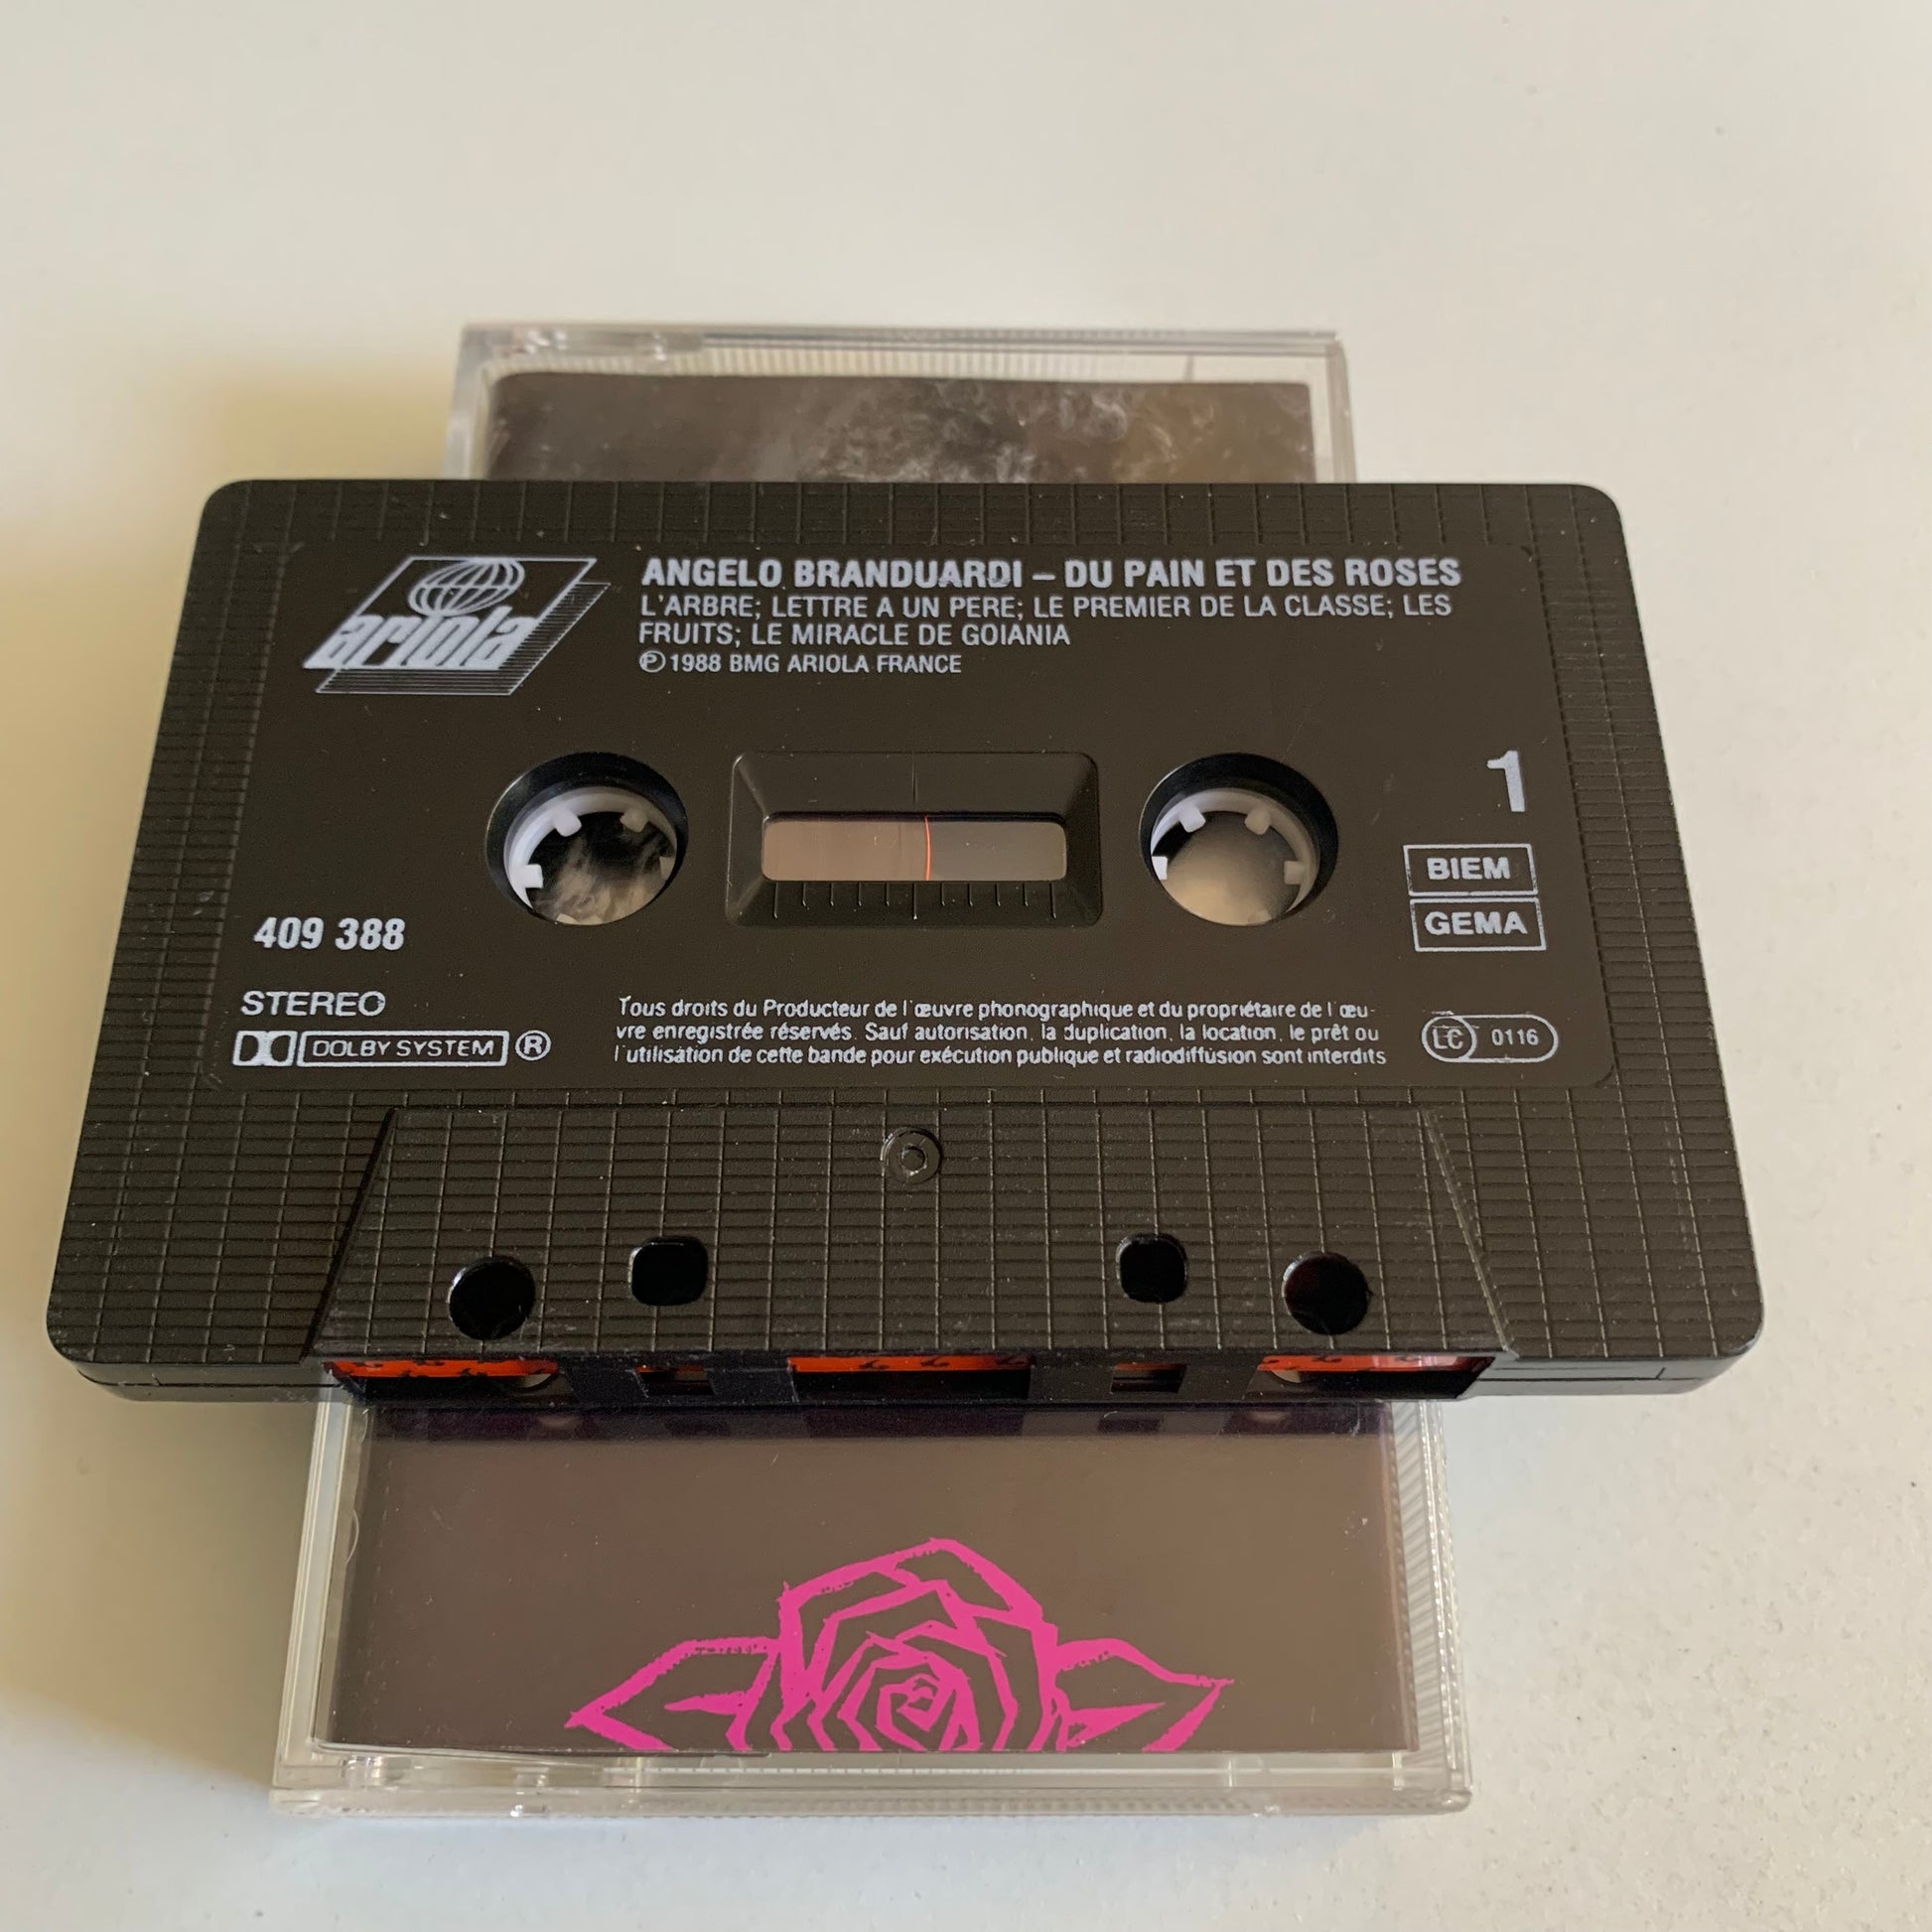 ariola
ANGELO BRANDUARDI – DU PAIN ET DES ROSES
L'ARBRE; LETTRE A UN PERE; LE PREMIER DE LA CLASSE; LES
FRUITS; LE MIRACLE DE GOIANIA
℗ 1988 BMG ARIOLA FRANCE
1
BIEM
GEMA
409 388
STEREO
DOLBY SYSTEM ®
Tous droits du Producteur de l'œuvre phonographique et du propriétaire de l'œu-
vre enregistrée réservés. Sauf autorisation, la duplication, la location, le prêt ou
l'utilisation de cette bande pour exécution publique et radiodiffusion sont interdits
LC 0116